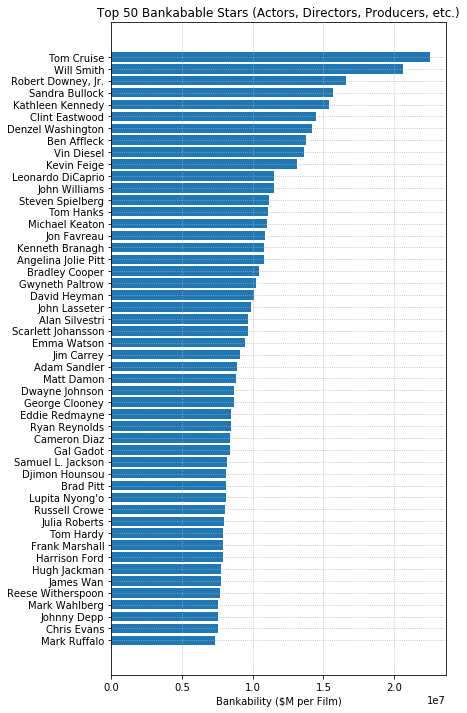 Top 50 Bankabable Stars (Actors, Directors, Producers, etc.)
Tom Cruise
Will Smith
Robert Downey, Jr.
Sandra Bullock
Kathleen Kennedy
Clint Eastwood
Denzel Washington
Ben Affleck
Vin Diesel
Kevin Feige
Leonardo DiCaprio
John Williams
Steven Spielberg
Tom Hanks
Michael Keaton
Jon Favreau
Kenneth Branagh
Angelina Jolie Pitt
Bradley Cooper
Gwyneth Paltrow
David Heyman
John Lasseter
Alan Silvestri
Scarlett Johansson
Emma Watson
Jim Carrey
Adam Sandler
Matt Damon
Dwayne Johnson
George Clooney
Eddie Redmayne
Ryan Reynolds
Cameron Diaz
Gal Gadot
Samuel L. Jackson
Djimon Hounsou
Brad Pitt
Lupita Nyong'o
Russell Crowe
Julia Roberts
Tom Hardy
Frank Marshall
Harrison Ford
Hugh Jackman
James Wan
Reese Witherspoon
Mark Wahlberg
Johnny Depp
Chris Evans
Mark Ruffalo
0.0 0.5 1.0 1.5 2.0
1e7
Bankability ($M per Film)